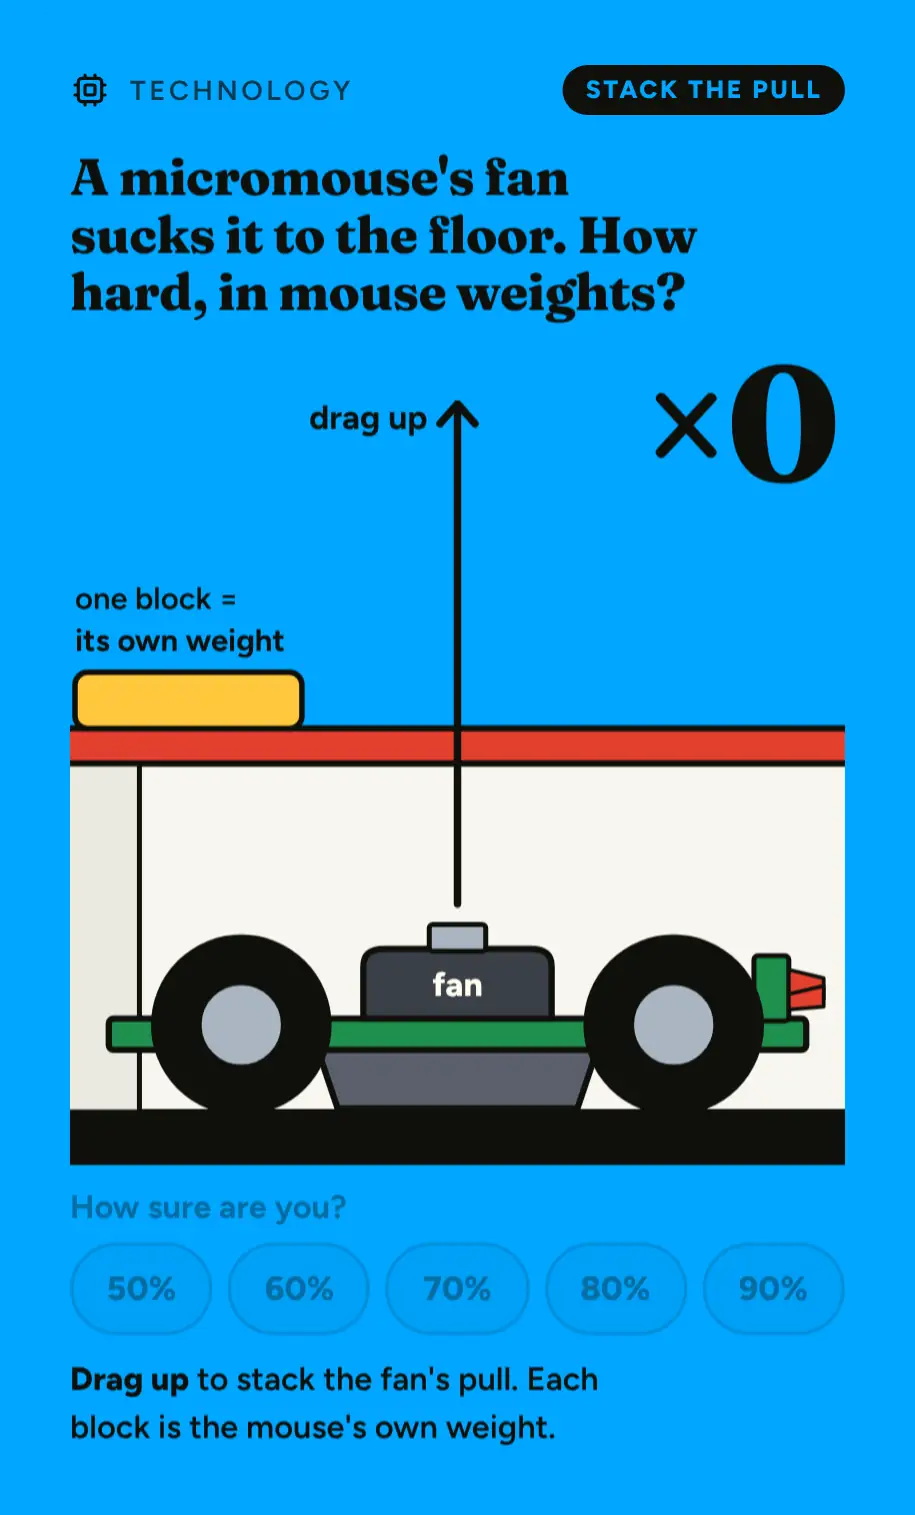 TECHNOLOGY
STACK THE PULL
A micromouse's fan
sucks it to the floor. How
hard, in mouse weights?
drag up
×0
one block =
its own weight
fan
How sure are you?
50%
60%
70%
80%
90%
Drag up to stack the fan's pull. Each
block is the mouse's own weight.